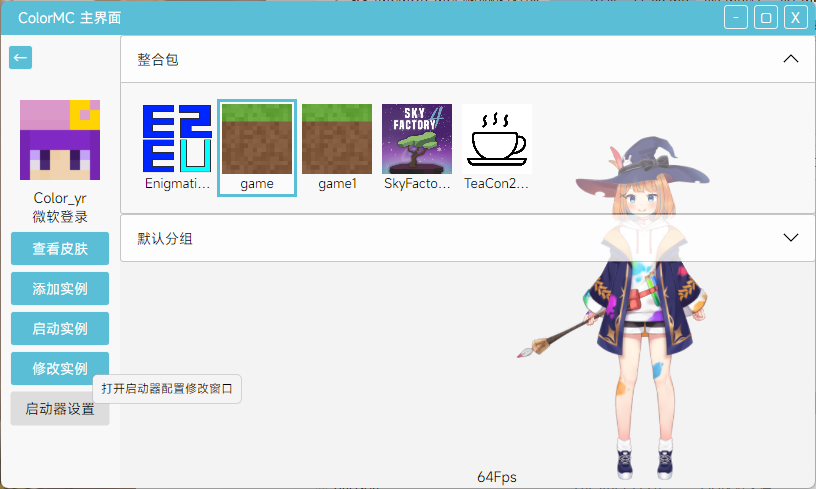 ColorMC 主界面
-
X
整合包
E2
EU
SKY
FACTORY
4
Enigmati...
game
game1
SkyFacto...
TeaCon2...
Color_yr
微软登录
查看皮肤
添加实例
启动实例
修改实例
启动器设置
打开启动器配置修改窗口
默认分组
64Fps